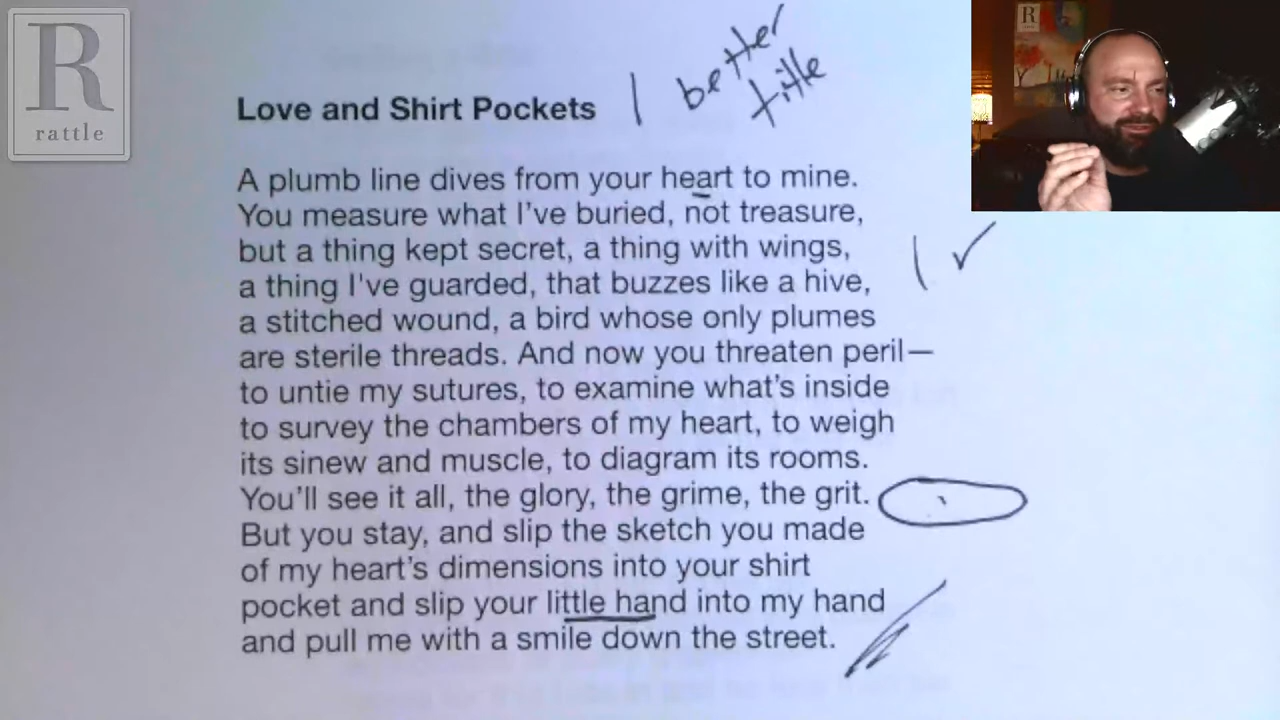 R
rattle
Love and Shirt Pockets
better
title
A plumb line dives from your heart to mine.
You measure what I've buried, not treasure,
but a thing kept secret, a thing with wings,
a thing I've guarded, that buzzes like a hive,
a stitched wound, a bird whose only plumes
are sterile threads. And now you threaten peril—
to untie my sutures, to examine what's inside
to survey the chambers of my heart, to weigh
its sinew and muscle, to diagram its rooms.
You'll see it all, the glory, the grime, the grit.
But you stay, and slip the sketch you made
of my heart's dimensions into your shirt
pocket and slip your little hand into my hand
and pull me with a smile down the street.
R